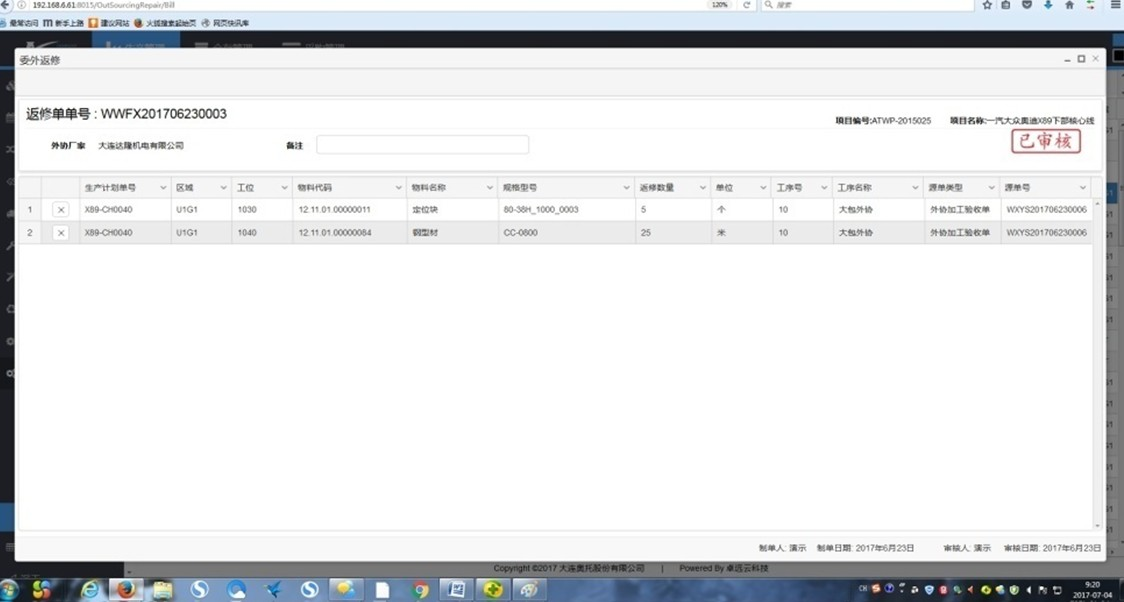 192.168.6.61:8015/OutSourcingRepair/Bill
120%
搜索
最常访问 新手上路 建议网站 火狐搜索起始页 网页快讯库
委外返修
返修单单号 : WWFX201706230003
项目编号:ATWP-2015025 项目名称:一汽大众奥迪X89下部核心线
外协厂家 大连达隆机电有限公司 备注
已审核
生产计划单号 区域 工位 物料代码 物料名称 规格型号 返修数量 单位 工序号 工序名称 源单类型 源单号
1 X89-CH0040 U1G1 1030 12.11.01.00000011 定位块 80-38H_1000_0003 5 个 10 大包外协 外协加工验收单 WXYS201706230006
2 X89-CH0040 U1G1 1040 12.11.01.00000084 钢型材 CC-0800 25 米 10 大包外协 外协加工验收单 WXYS201706230006
制单人: 演示 制单日期: 2017年6月23日 审核人: 演示 审核日期: 2017年6月23日
Copyright ©2017 大连奥托股份有限公司 | Powered By 卓远云科技
CH
9:20
2017-07-04